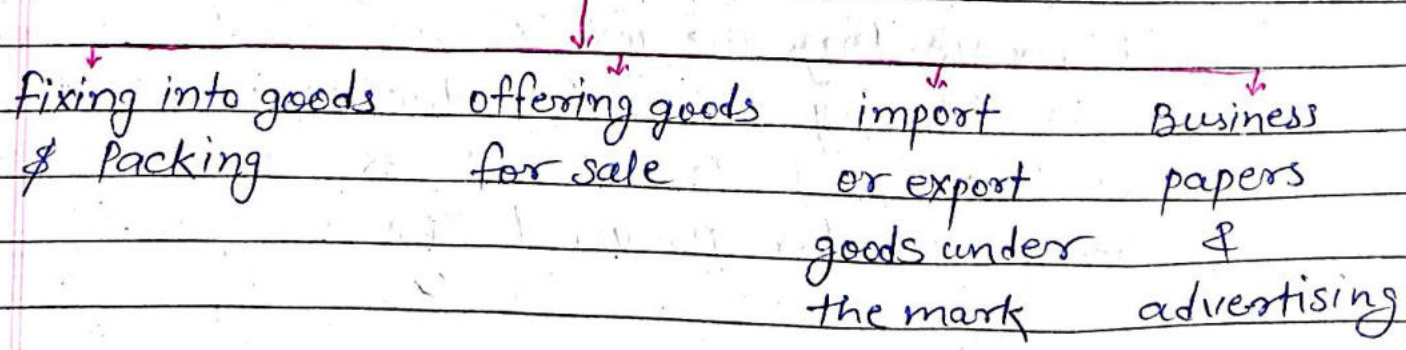 fixing into goods
& Packing
offering goods
for sale
import
or export
goods under
the mark
Business
papers
&
advertising